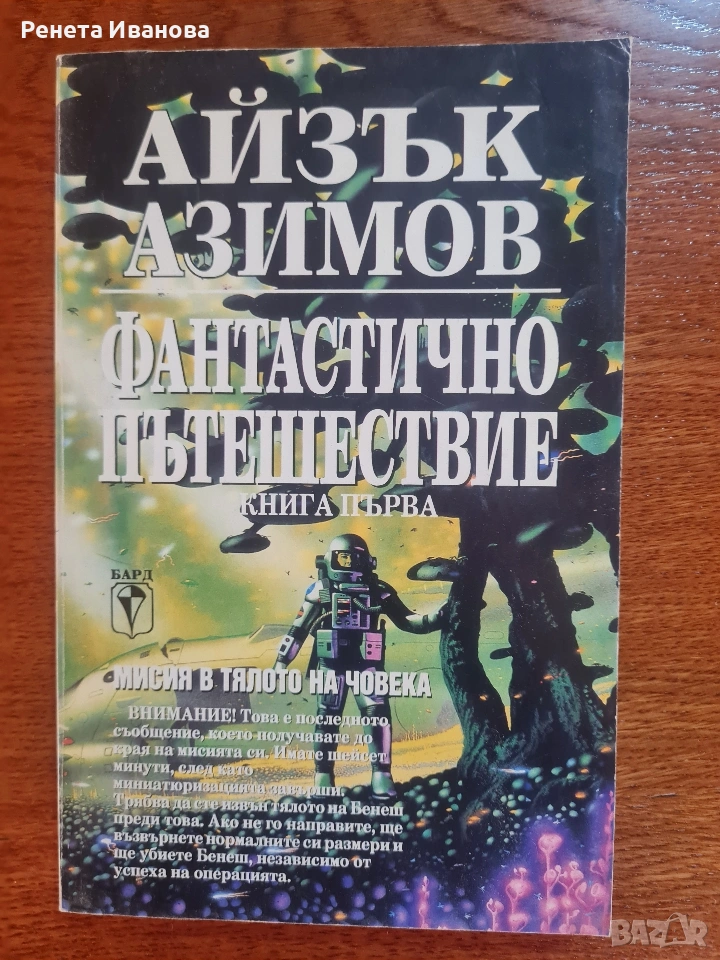 Ренета Иванова
АЙЗЪК
АЗИМОВ
ФАНТАСТИЧНО
ПЪТЕШЕСТВИЕ
КНИГА ПЪРВА
БАРД
МИСИЯ В ТЯЛОТО НА ЧОВЕКА
ВНИМАНИЕ! Това е последното
съобщение, което получавате до
края на мисията си. Имате шейсет
минути, след като
миниатюризацията завърши.
Трябва да сте извън тялото на Бенеш
преди това. Ако не го направите, ще
възвърнете нормалните си размери и
ще убиете Бенеш, независимо от
успеха на операцията.
BAZAR